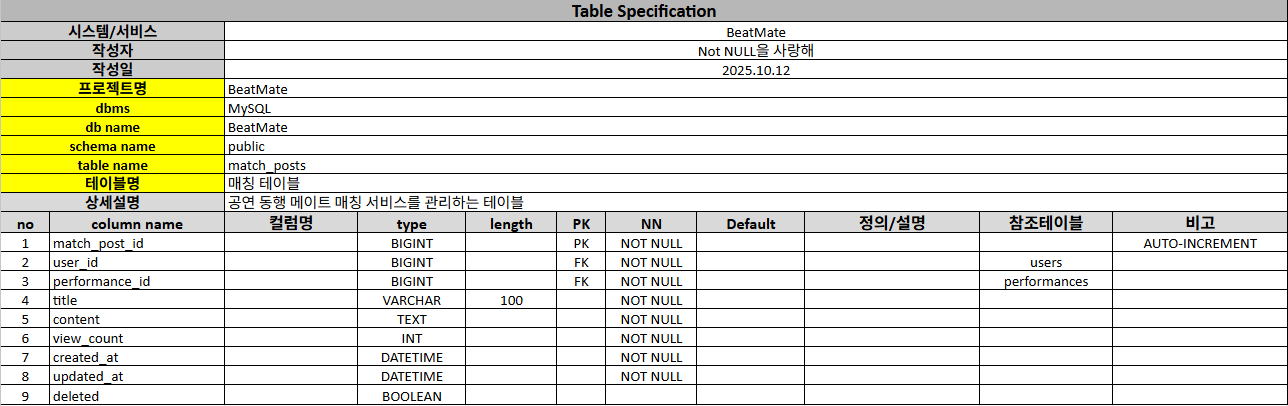 Table Specification
시스템/서비스 BeatMate
작성자 Not NULL을 사랑해
작성일 2025.10.12
프로젝트명 BeatMate
dbms MySQL
db name BeatMate
schema name public
table name match_posts
테이블명 매칭 테이블
상세설명 공연 동행 메이트 매칭 서비스를 관리하는 테이블
no column name 컬럼명 type length PK NN Default 정의/설명 참조테이블 비고
1 match_post_id BIGINT PK NOT NULL AUTO-INCREMENT
2 user_id BIGINT FK NOT NULL users
3 performance_id BIGINT FK NOT NULL performances
4 title VARCHAR 100 NOT NULL
5 content TEXT NOT NULL
6 view_count INT NOT NULL
7 created_at DATETIME NOT NULL
8 updated_at DATETIME NOT NULL
9 deleted BOOLEAN